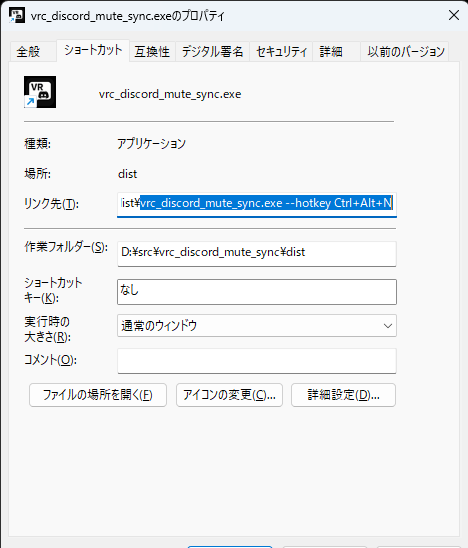 vrc_discord_mute_sync.exeのプロパティ
全般 ショートカット 互換性 デジタル署名 セキュリティ 詳細 以前のバージョン
VR
vrc_discord_mute_sync.exe
種類: アプリケーション
場所: dist
リンク先(T): ist¥vrc_discord_mute_sync.exe --hotkey Ctrl+Alt+N
作業フォルダー(S): D:¥src¥vrc_discord_mute_sync¥dist
ショートカット
キー(K): なし
実行時の
大きさ(R): 通常のウィンドウ
コメント(O):
ファイルの場所を開く(F) アイコンの変更(C)... 詳細設定(D)...